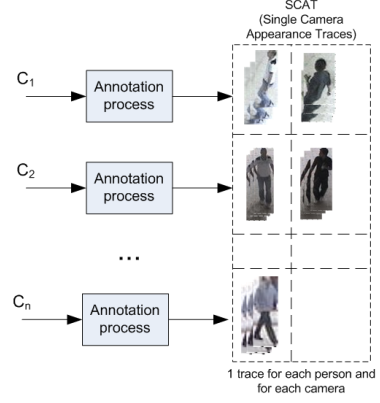 SCAT
(Single Camera
Appearance Traces)
C1
Annotation
process
C2
Annotation
process
...
Cn
Annotation
process
1 trace for each person and
for each camera